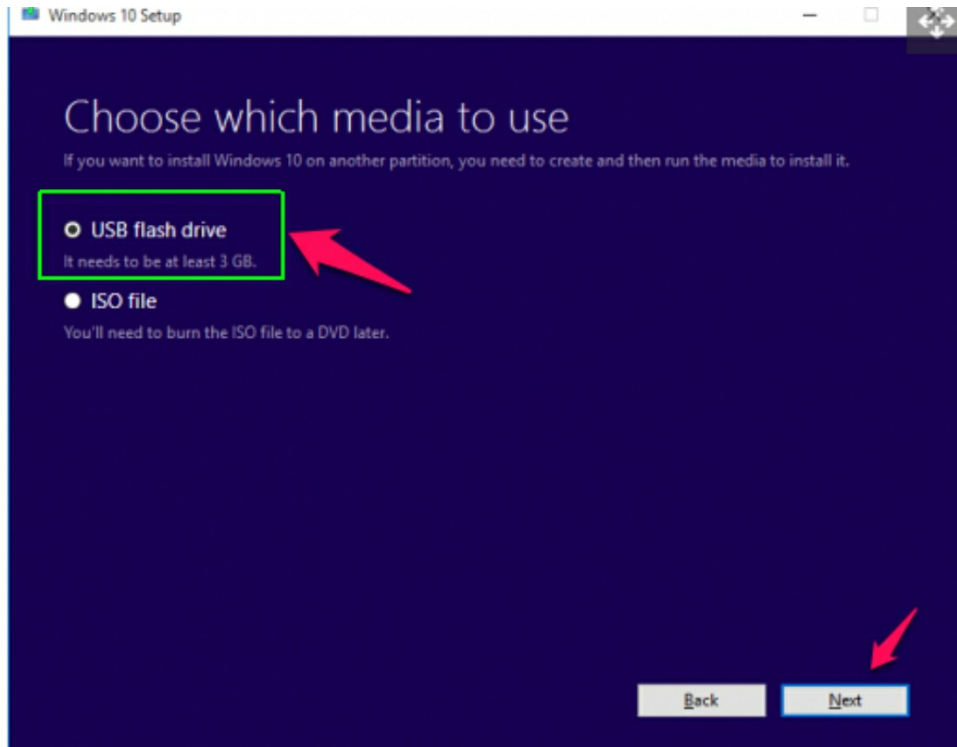 Windows 10 Setup
Choose which media to use
If you want to install Windows 10 on another partition, you need to create and then run the media to install it.
USB flash drive
It needs to be at least 3 GB.
ISO file
You'll need to burn the ISO file to a DVD later.
Back Next